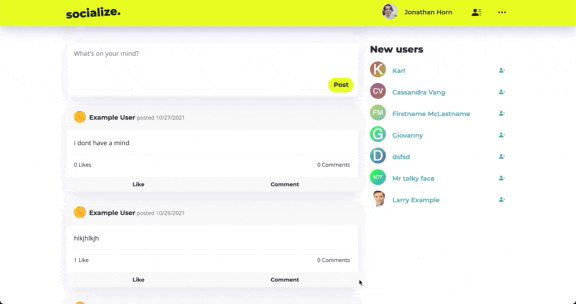 socialize.
Jonathan Horn
What's on your mind?
Post
Example User posted 10/27/2021
i dont have a mind
0 Likes
0 Comments
Like
Comment
Example User posted 10/25/2021
hikjhlkjh
1 Like
0 Comments
Like
Comment
New users
K
Karl
CV
Cassandra Vang
FM
Firstname McLastname
G
Giovanny
D
dsfsd
MTF
Mr talky face
Larry Example